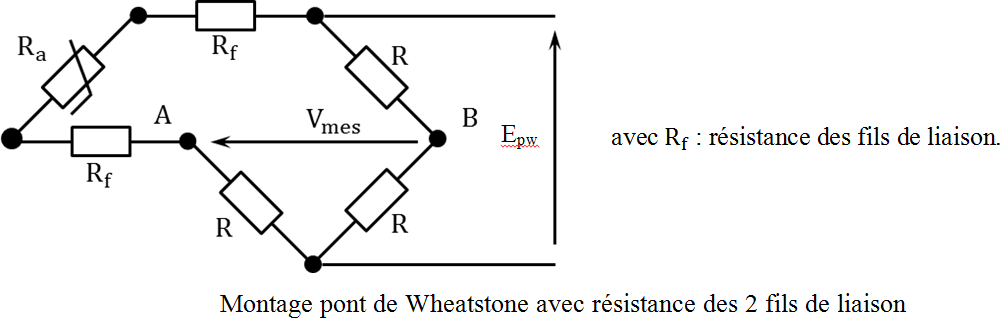 Rf
Ra
R
A
Vmes
B
Epw
avec Rf : résistance des fils de liaison.
Rf
R
R
Montage pont de Wheatstone avec résistance des 2 fils de liaison